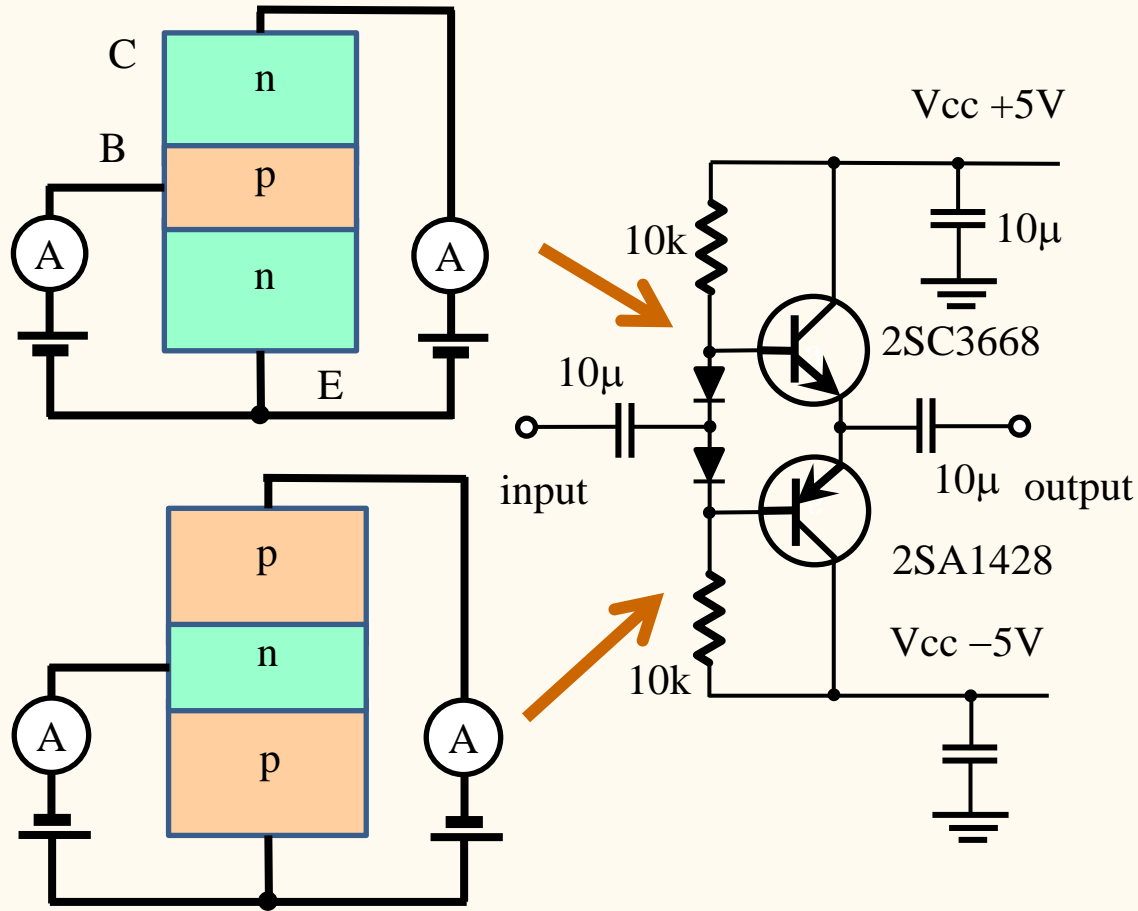 C
n
B
p
A
A
n
E
p
n
A
A
p
Vcc +5V
10k
10μ
2SC3668
10μ
input
10μ
output
2SA1428
Vcc −5V
10k